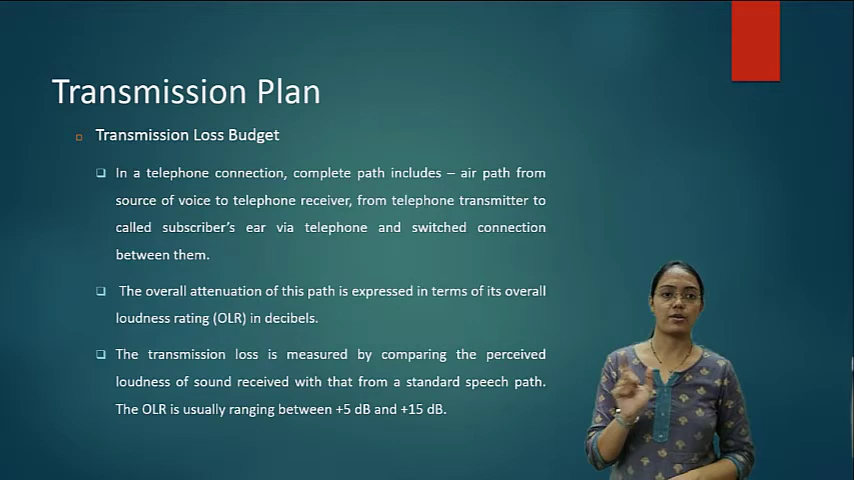 Transmission Plan
Transmission Loss Budget
In a telephone connection, complete path includes – air path from
source of voice to telephone receiver, from telephone transmitter to
called subscriber's ear via telephone and switched connection
between them.
The overall attenuation of this path is expressed in terms of its overall
loudness rating (OLR) in decibels.
The transmission loss is measured by comparing the perceived
loudness of sound received with that from a standard speech path.
The OLR is usually ranging between +5 dB and +15 dB.